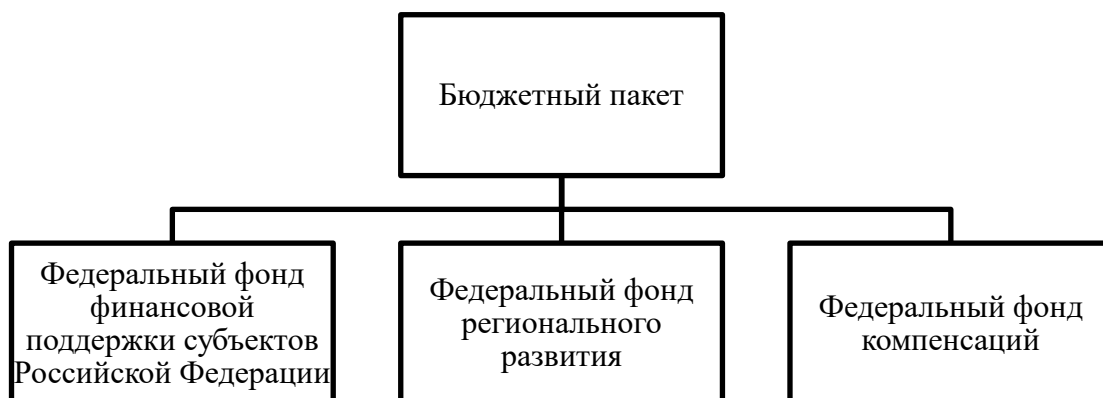 Бюджетный пакет
Федеральный фонд
финансовой
поддержки субъектов
Российской Федерации
Федеральный фонд
регионального
развития
Федеральный фонд
компенсаций